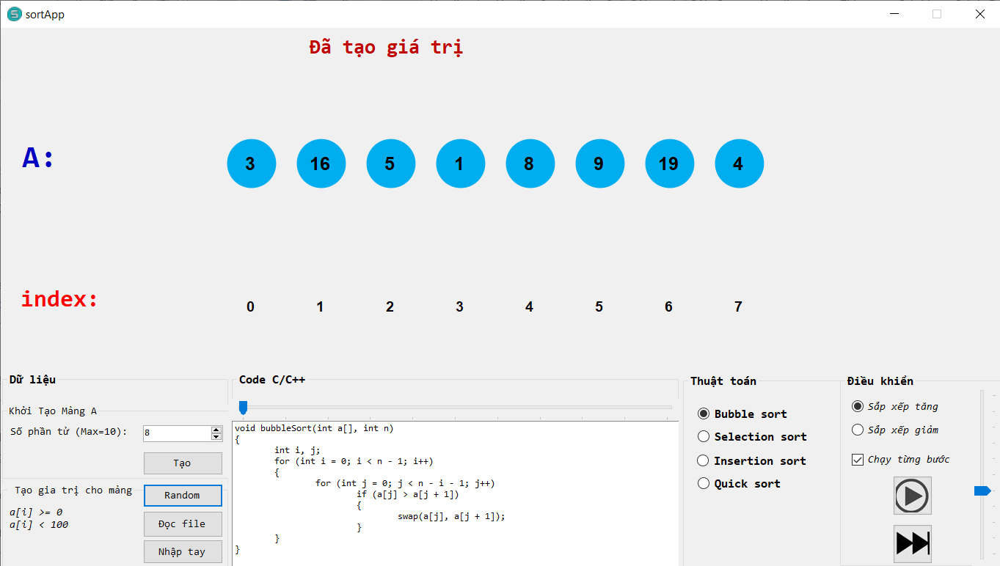 sortApp
Đã tạo giá trị
A:
3 16 5 1 8 9 19 4
index:
0 1 2 3 4 5 6 7
Dữ liệu
Khởi Tạo Mảng A
Số phần tử (Max=10):
8
Tạo
Tạo gia trị cho mảng
a[i] >= 0
a[i] < 100
Random
Đọc file
Nhập tay
Code C/C++
void bubbleSort(int a[], int n)
{
int i, j;
for (int i = 0; i < n - 1; i++)
{
for (int j = 0; j < n - i - 1; j++)
if (a[j] > a[j + 1])
{
swap(a[j], a[j + 1]);
}
}
}
Thuật toán
Bubble sort
Selection sort
Insertion sort
Quick sort
Điều khiển
Sắp xếp tăng
Sắp xếp giảm
Chạy từng bước